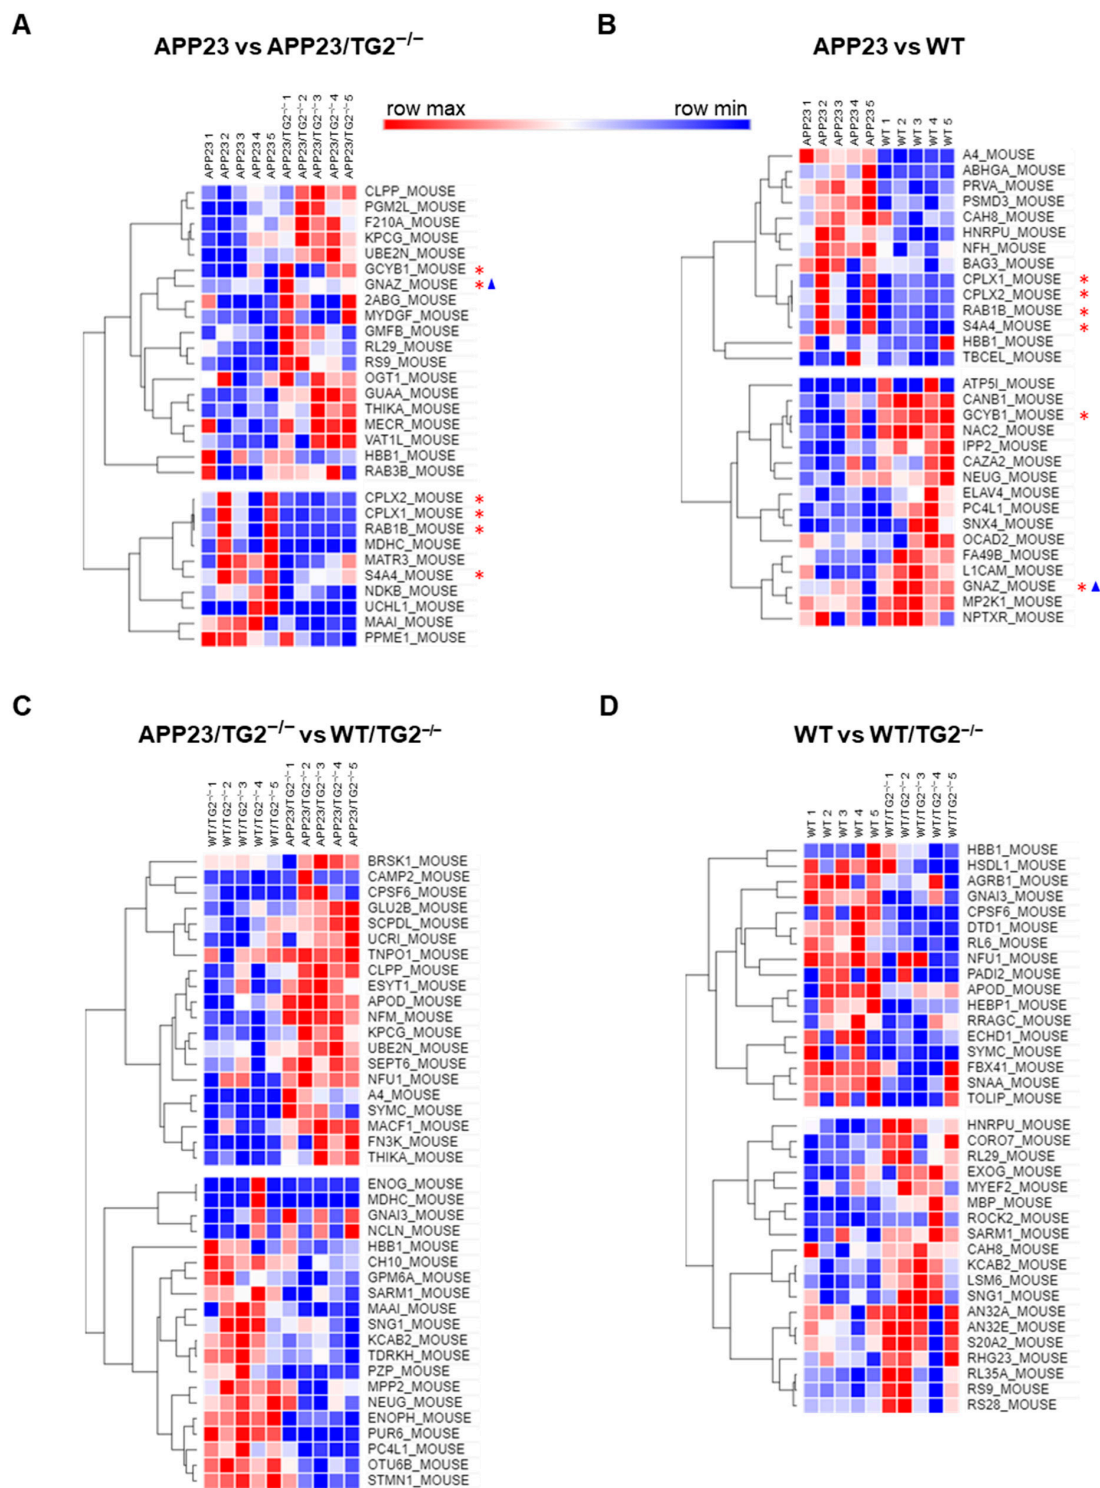 A
APP23 vs APP23/TG2−/−
B
APP23 vs WT
row max
row min
APP23 1
APP23 2
APP23 3
APP23 4
APP23 5
APP23/TG2−/− 1
APP23/TG2−/− 2
APP23/TG2−/− 3
APP23/TG2−/− 4
APP23/TG2−/− 5
CLPP_MOUSE
PGM2L_MOUSE
F210A_MOUSE
KPCG_MOUSE
UBE2N_MOUSE
GCYB1_MOUSE *
GNAZ_MOUSE * ▲
2ABG_MOUSE
MYDGF_MOUSE
GMFB_MOUSE
RL29_MOUSE
RS9_MOUSE
OGT1_MOUSE
GUAA_MOUSE
THIKA_MOUSE
MECR_MOUSE
VAT1L_MOUSE
HBB1_MOUSE
RAB3B_MOUSE
CPLX2_MOUSE *
CPLX1_MOUSE *
RAB1B_MOUSE *
MDHC_MOUSE
MATR3_MOUSE
S4A4_MOUSE *
NDKB_MOUSE
UCHL1_MOUSE
MAAI_MOUSE
PPME1_MOUSE
APP23 1
APP23 2
APP23 3
APP23 4
APP23 5
WT 1
WT 2
WT 3
WT 4
WT 5
A4_MOUSE
ABHGA_MOUSE
PRVA_MOUSE
PSMD3_MOUSE
CAH8_MOUSE
HNRPU_MOUSE
NFH_MOUSE
BAG3_MOUSE
CPLX1_MOUSE *
CPLX2_MOUSE *
RAB1B_MOUSE *
S4A4_MOUSE *
HBB1_MOUSE
TBCEL_MOUSE
ATP5I_MOUSE
CANB1_MOUSE
GCYB1_MOUSE *
NAC2_MOUSE
IPP2_MOUSE
CAZA2_MOUSE
NEUG_MOUSE
ELAV4_MOUSE
PC4L1_MOUSE
SNX4_MOUSE
OCAD2_MOUSE
FA49B_MOUSE
L1CAM_MOUSE
GNAZ_MOUSE * ▲
MP2K1_MOUSE
NPTXR_MOUSE
C
APP23/TG2−/− vs WT/TG2−/−
WT/TG2−/− 1
WT/TG2−/− 2
WT/TG2−/− 3
WT/TG2−/− 4
WT/TG2−/− 5
APP23/TG2−/− 1
APP23/TG2−/− 2
APP23/TG2−/− 3
APP23/TG2−/− 4
APP23/TG2−/− 5
BRSK1_MOUSE
CAMP2_MOUSE
CPSF6_MOUSE
GLU2B_MOUSE
SCPDL_MOUSE
UCRI_MOUSE
TNPO1_MOUSE
CLPP_MOUSE
ESYT1_MOUSE
APOD_MOUSE
NFM_MOUSE
KPCG_MOUSE
UBE2N_MOUSE
SEPT6_MOUSE
NFU1_MOUSE
A4_MOUSE
SYMC_MOUSE
MACF1_MOUSE
FN3K_MOUSE
THIKA_MOUSE
ENOG_MOUSE
MDHC_MOUSE
GNAI3_MOUSE
NCLN_MOUSE
HBB1_MOUSE
CH10_MOUSE
GPM6A_MOUSE
SARM1_MOUSE
MAAI_MOUSE
SNG1_MOUSE
KCAB2_MOUSE
TDRKH_MOUSE
PZP_MOUSE
MPP2_MOUSE
NEUG_MOUSE
ENOPH_MOUSE
PUR6_MOUSE
PC4L1_MOUSE
OTU6B_MOUSE
STMN1_MOUSE
D
WT vs WT/TG2−/−
WT 1
WT 2
WT 3
WT 4
WT 5
WT/TG2−/− 1
WT/TG2−/− 2
WT/TG2−/− 3
WT/TG2−/− 4
WT/TG2−/− 5
HBB1_MOUSE
HSDL1_MOUSE
AGRB1_MOUSE
GNAI3_MOUSE
CPSF6_MOUSE
DTD1_MOUSE
RL6_MOUSE
NFU1_MOUSE
PADI2_MOUSE
APOD_MOUSE
HEBP1_MOUSE
RRAGC_MOUSE
ECHD1_MOUSE
SYMC_MOUSE
FBX41_MOUSE
SNAA_MOUSE
TOLIP_MOUSE
HNRPU_MOUSE
CORO7_MOUSE
RL29_MOUSE
EXOG_MOUSE
MYEF2_MOUSE
MBP_MOUSE
ROCK2_MOUSE
SARM1_MOUSE
CAH8_MOUSE
KCAB2_MOUSE
LSM6_MOUSE
SNG1_MOUSE
AN32A_MOUSE
AN32E_MOUSE
S20A2_MOUSE
RHG23_MOUSE
RL35A_MOUSE
RS9_MOUSE
RS28_MOUSE